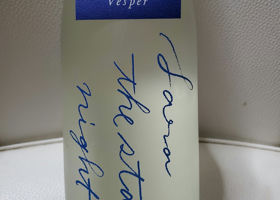 Vesper
Sara
the sta
night